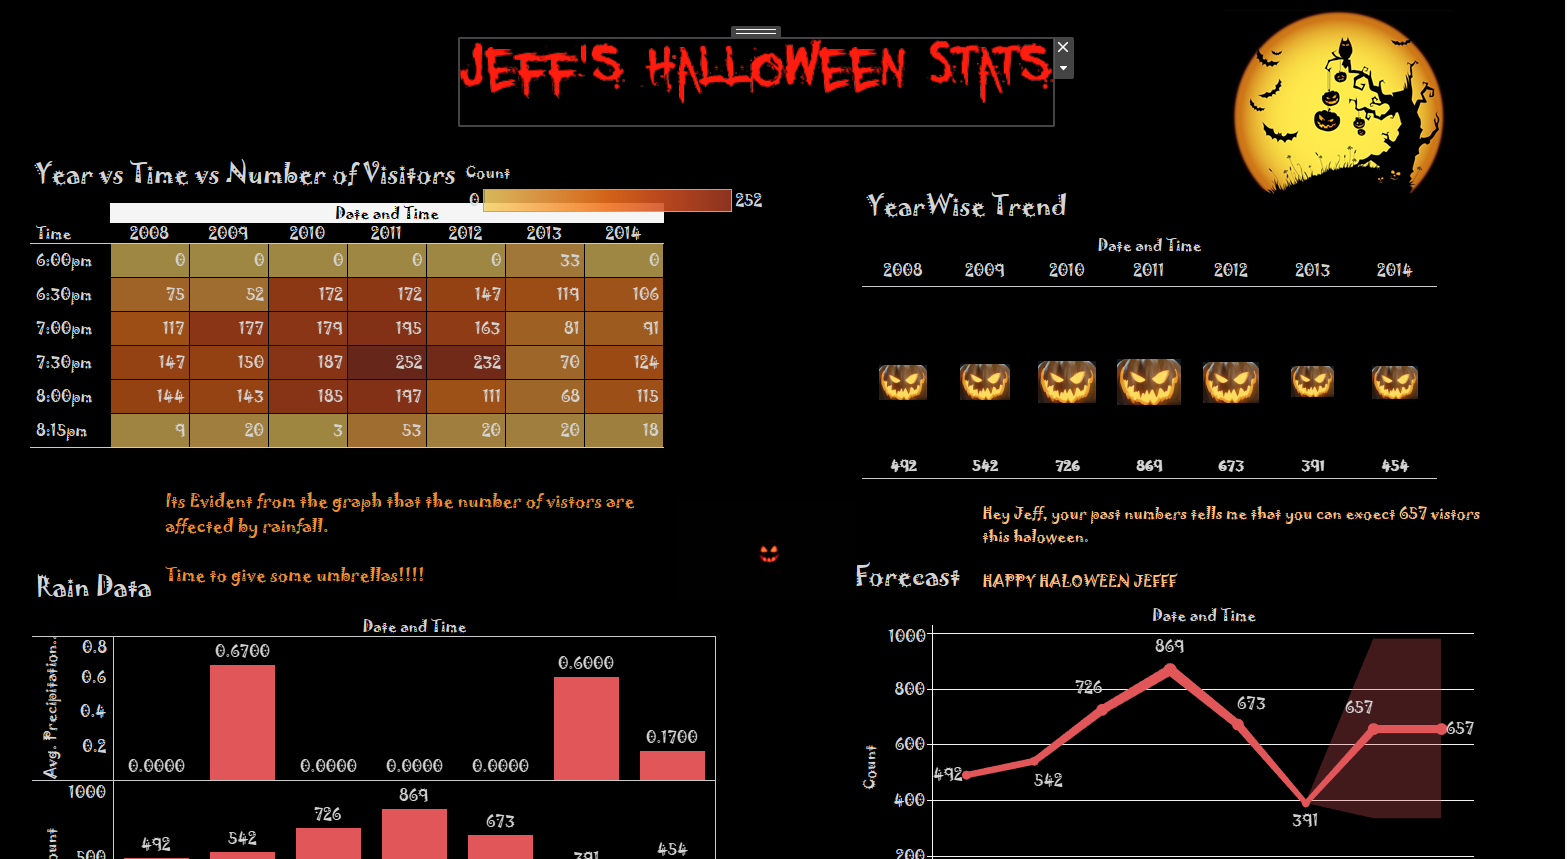 JEFF'S HALLOWEEN STATS
Year vs Time vs Number of Visitors
Count
0 252
Date and Time
Time 2008 2009 2010 2011 2012 2013 2014
6:00pm 0 0 0 0 0 33 0
6:30pm 75 52 172 172 147 119 106
7:00pm 117 177 179 195 163 81 91
7:30pm 147 150 187 252 232 70 124
8:00pm 144 143 185 197 111 68 115
8:15pm 9 20 3 53 20 20 18
YearWise Trend
Date and Time
2008 2009 2010 2011 2012 2013 2014
492 542 726 869 673 391 454
Its Evident from the graph that the number of vistors are
affected by rainfall.
Time to give some umbrellas!!!!
Hey Jeff, your past numbers tells me that you can exoect 657 vistors
this haloween.
HAPPY HALOWEEN JEFFF
Rain Data
Date and Time
Avg. Precipitation..
0.8
0.6
0.4
0.2
0.0000 0.6700 0.0000 0.0000 0.0000 0.6000 0.1700
1000
500
492 542 726 869 673 391 454
Forecast
Date and Time
Count
1000
800
600
400
200
492 542 726 869 673 391 657 657